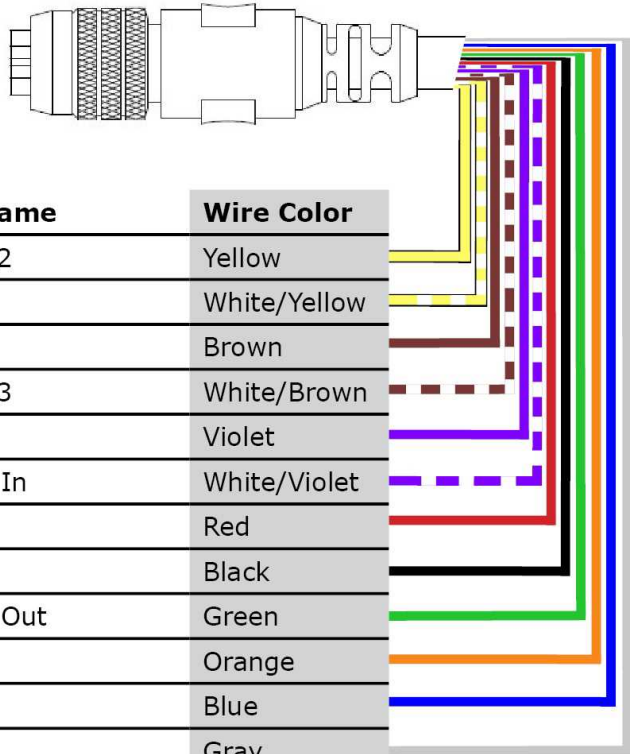 ame Wire Color
2 Yellow
White/Yellow
Brown
3 White/Brown
Violet
In White/Violet
Red
Black
Out Green
Orange
Blue
Gray